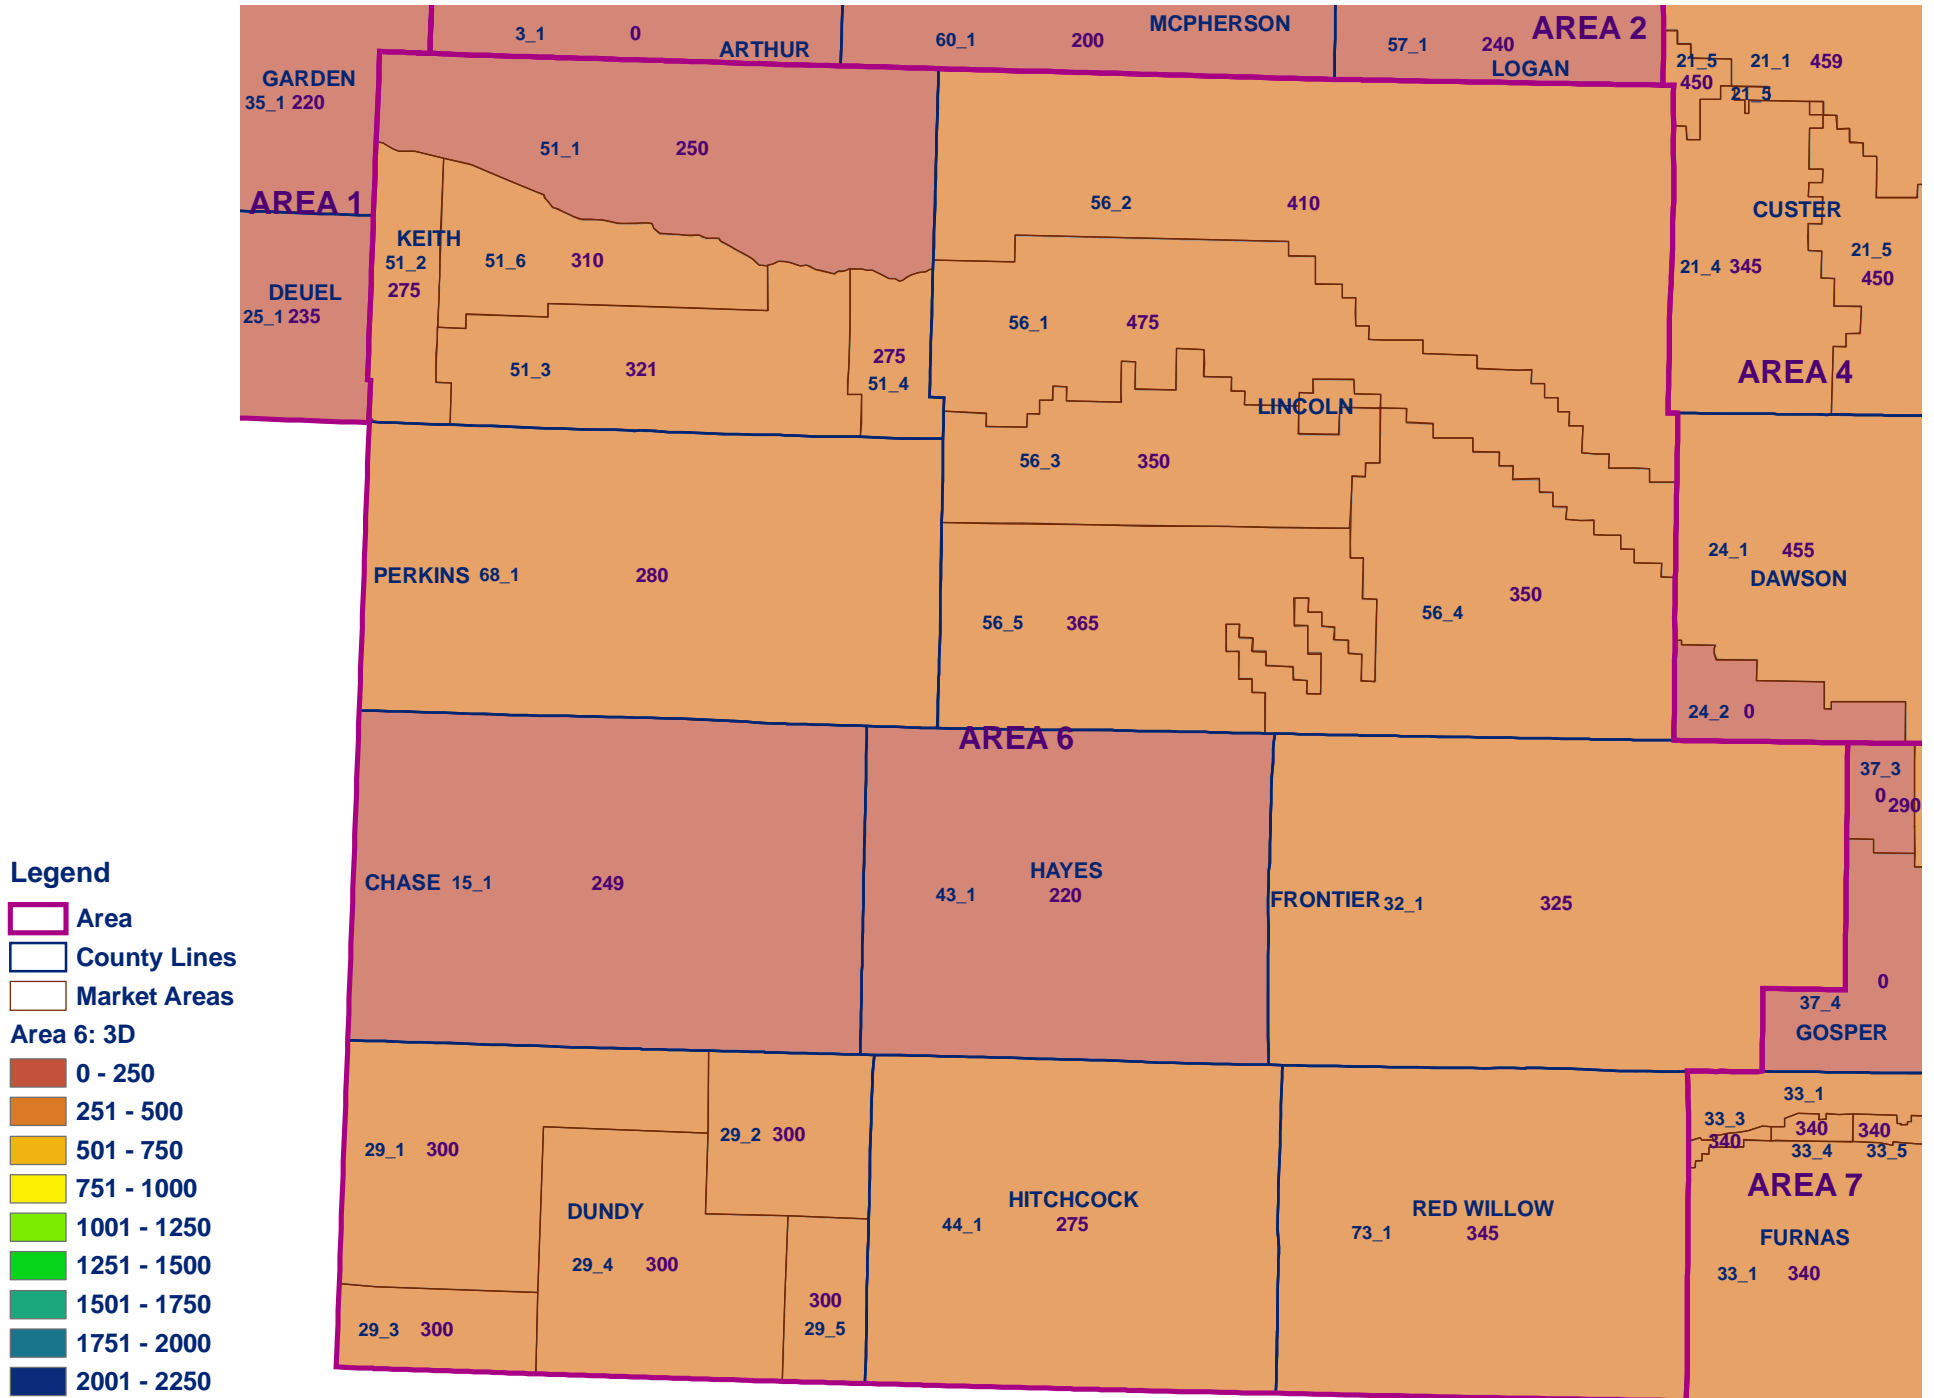 3_1 0 ARTHUR
60_1 200 MCPHERSON
57_1 240 LOGAN
AREA 2
21_5 450
21_1 459
21_5
GARDEN
35_1 220
51_1 250
AREA 1
56_2 410
CUSTER
KEITH
51_2
275
51_6 310
21_4 345
21_5
450
DEUEL
25_1 235
56_1 475
51_3 321
275
51_4
AREA 4
LINCOLN
56_3 350
24_1 455
DAWSON
PERKINS 68_1 280
56_5 365
56_4 350
24_2 0
AREA 6
37_3
0 290
CHASE 15_1 249
HAYES
43_1 220
FRONTIER 32_1 325
0
37_4
GOSPER
33_1
33_3
340
340
340
33_4
33_5
29_1 300
29_2 300
AREA 7
DUNDY
29_4 300
HITCHCOCK
44_1 275
RED WILLOW
73_1 345
FURNAS
33_1 340
29_3 300
300
29_5
Legend
Area
County Lines
Market Areas
Area 6: 3D
0 - 250
251 - 500
501 - 750
751 - 1000
1001 - 1250
1251 - 1500
1501 - 1750
1751 - 2000
2001 - 2250